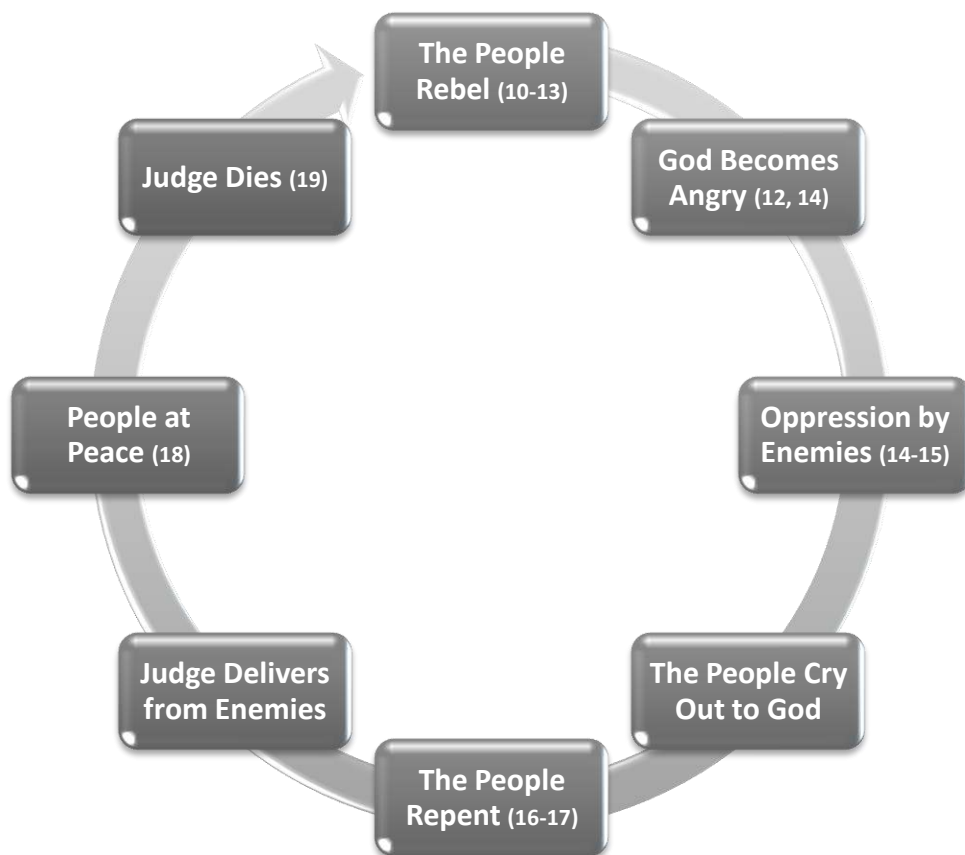 The People
Rebel (10-13)
God Becomes
Angry (12, 14)
Oppression by
Enemies (14-15)
The People Cry
Out to God
The People
Repent (16-17)
Judge Delivers
from Enemies
People at
Peace (18)
Judge Dies (19)